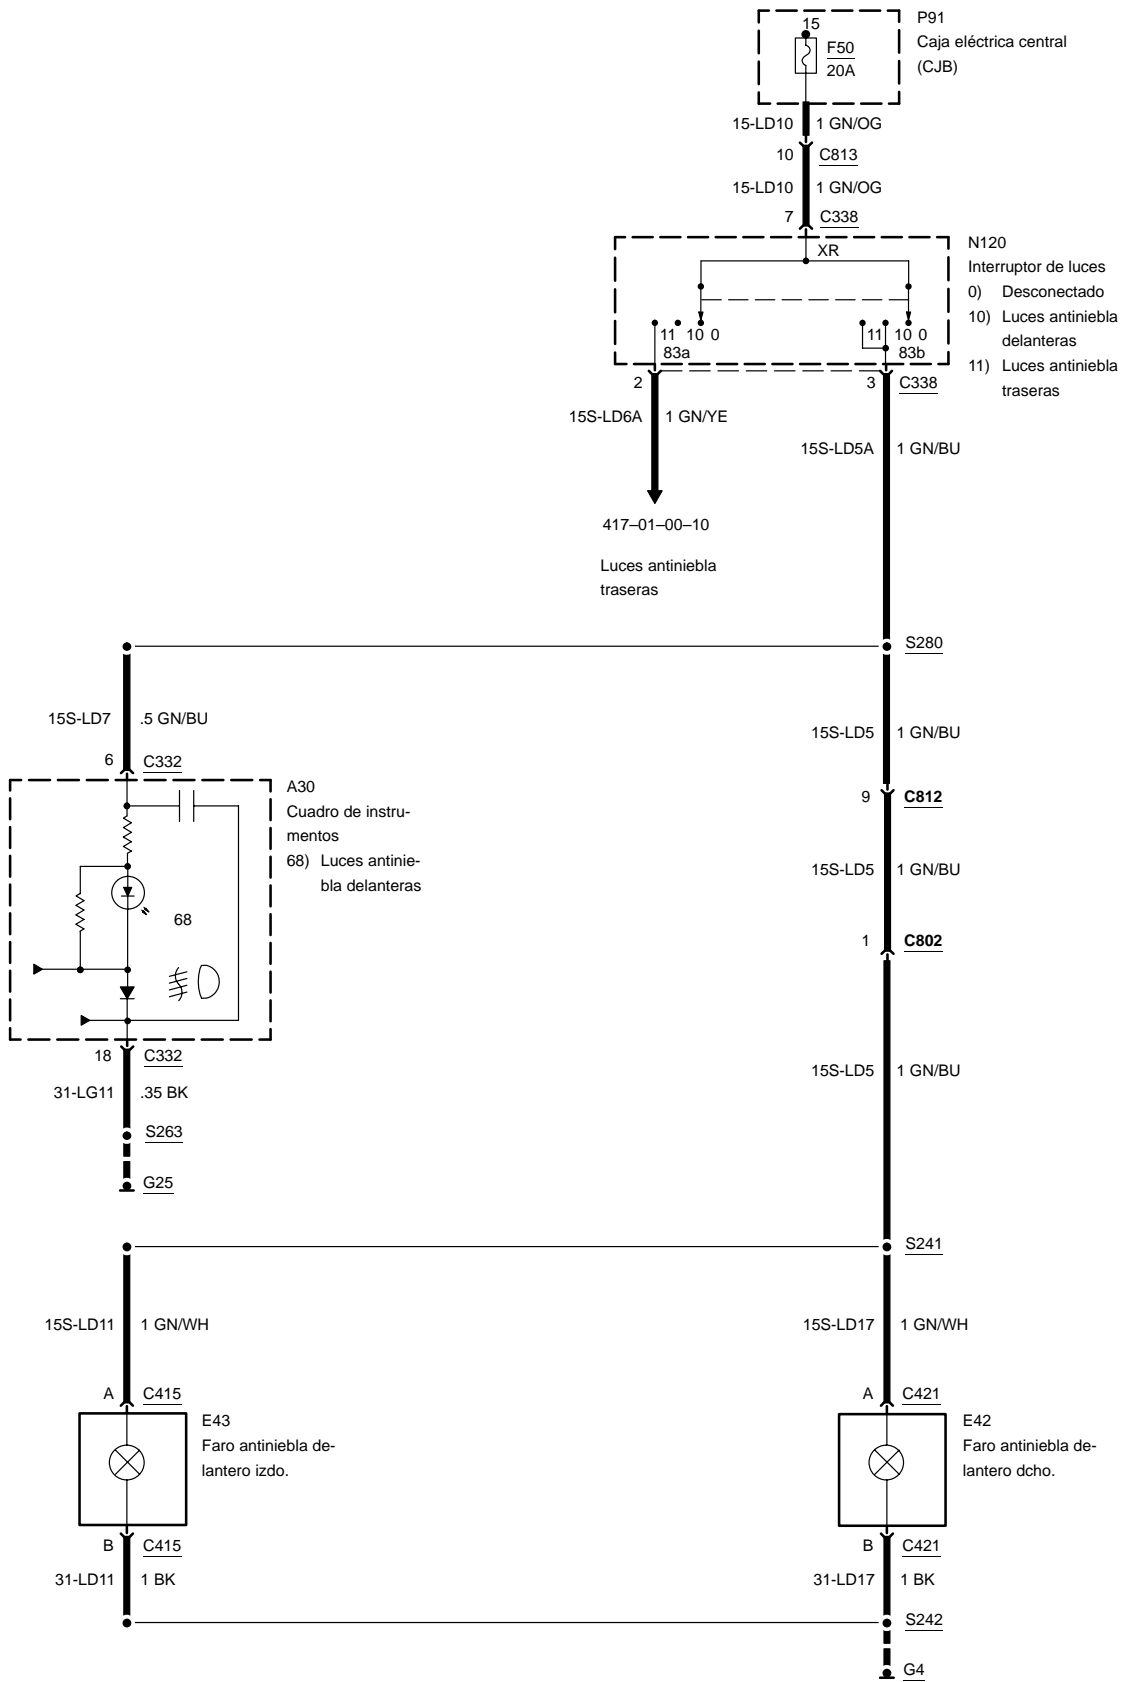 15
F50
20A
P91
Caja eléctrica central
(CJB)
15-LD10 1 GN/OG
10 C813
15-LD10 1 GN/OG
7 C338
XR
11 10 0
83a
11 10 0
83b
N120
Interruptor de luces
0) Desconectado
10) Luces antiniebla
delanteras
11) Luces antiniebla
traseras
2
3 C338
15S-LD6A 1 GN/YE
15S-LD5A 1 GN/BU
417–01–00–10
Luces antiniebla
traseras
S280
15S-LD7 .5 GN/BU
15S-LD5 1 GN/BU
6 C332
9 C812
A30
Cuadro de instru-
mentos
68) Luces antinie-
bla delanteras
68
15S-LD5 1 GN/BU
1 C802
18 C332
31-LG11 .35 BK
15S-LD5 1 GN/BU
S263
G25
S241
15S-LD11 1 GN/WH
15S-LD17 1 GN/WH
A C415
A C421
E43
Faro antiniebla de-
lantero izdo.
E42
Faro antiniebla de-
lantero dcho.
B C415
B C421
31-LD11 1 BK
31-LD17 1 BK
S242
G4